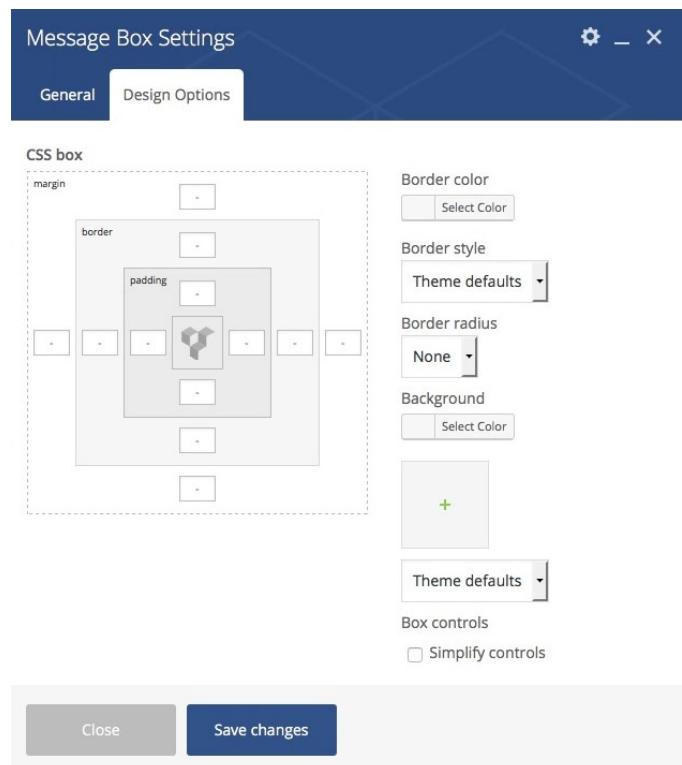 Message Box Settings
General
Design Options
CSS box
margin
-
border
-
padding
-
- - - - - -
-
-
-
Border color
Select Color
Border style
Theme defaults
Border radius
None
Background
Select Color
+
Theme defaults
Box controls
Simplify controls
Close
Save changes